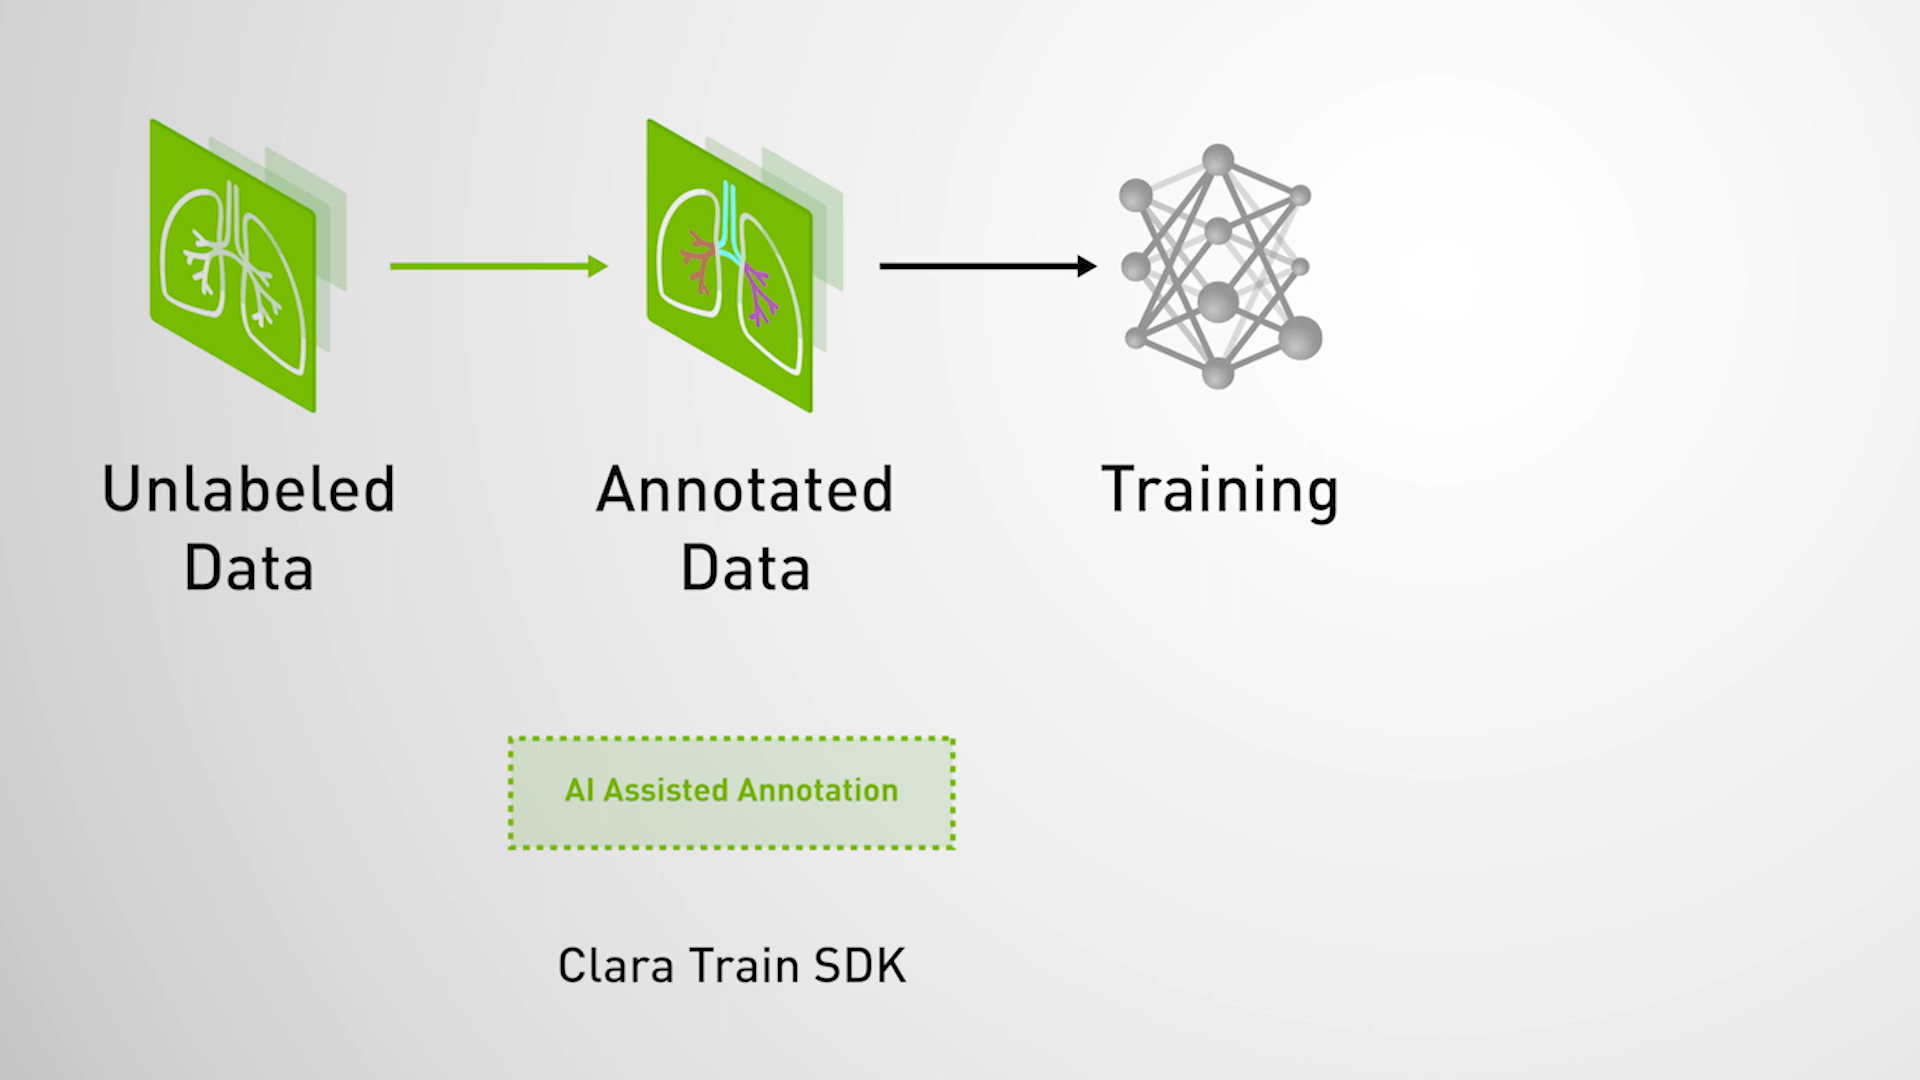 Unlabeled
Data
Annotated
Data
Training
AI Assisted Annotation
Clara Train SDK